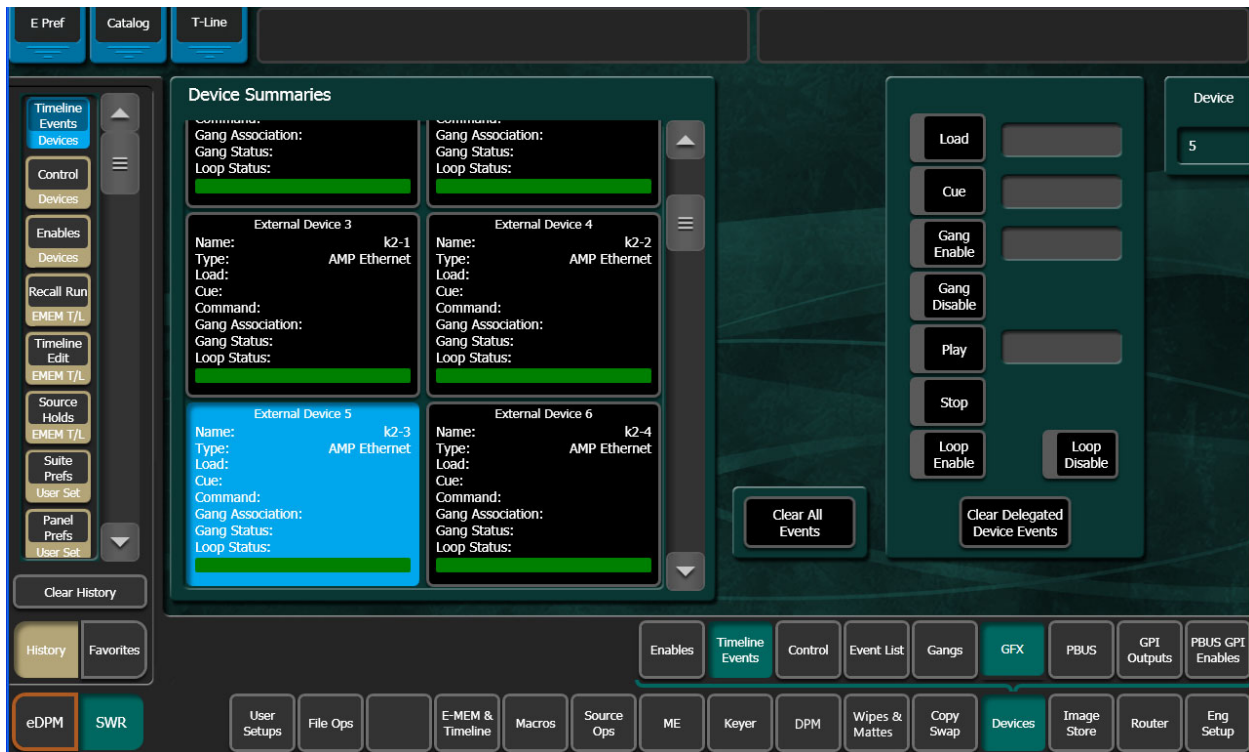 E Pref
Catalog
T-Line
Timeline
Events
Devices
Control
Devices
Enables
Devices
Recall Run
EMEM T/L
Timeline
Edit
EMEM T/L
Source
Holds
EMEM T/L
Suite
Prefs
User Set
Panel
Prefs
User Set
Clear History
History
Favorites
Device Summaries
Command:
Gang Association:
Gang Status:
Loop Status:
Command:
Gang Association:
Gang Status:
Loop Status:
External Device 3
Name: k2-1
Type: AMP Ethernet
Load:
Cue:
Command:
Gang Association:
Gang Status:
Loop Status:
External Device 4
Name: k2-2
Type: AMP Ethernet
Load:
Cue:
Command:
Gang Association:
Gang Status:
Loop Status:
External Device 5
Name: k2-3
Type: AMP Ethernet
Load:
Cue:
Command:
Gang Association:
Gang Status:
Loop Status:
External Device 6
Name: k2-4
Type: AMP Ethernet
Load:
Cue:
Command:
Gang Association:
Gang Status:
Loop Status:
Clear All
Events
Load
Cue
Gang
Enable
Gang
Disable
Play
Stop
Loop
Enable
Loop
Disable
Clear Delegated
Device Events
Device
5
Enables
Timeline
Events
Control
Event List
Gangs
GFX
PBUS
GPI
Outputs
PBUS GPI
Enables
eDPM
SWR
User
Setups
File Ops
E-MEM &
Timeline
Macros
Source
Ops
ME
Keyer
DPM
Wipes &
Mattes
Copy
Swap
Devices
Image
Store
Router
Eng
Setup